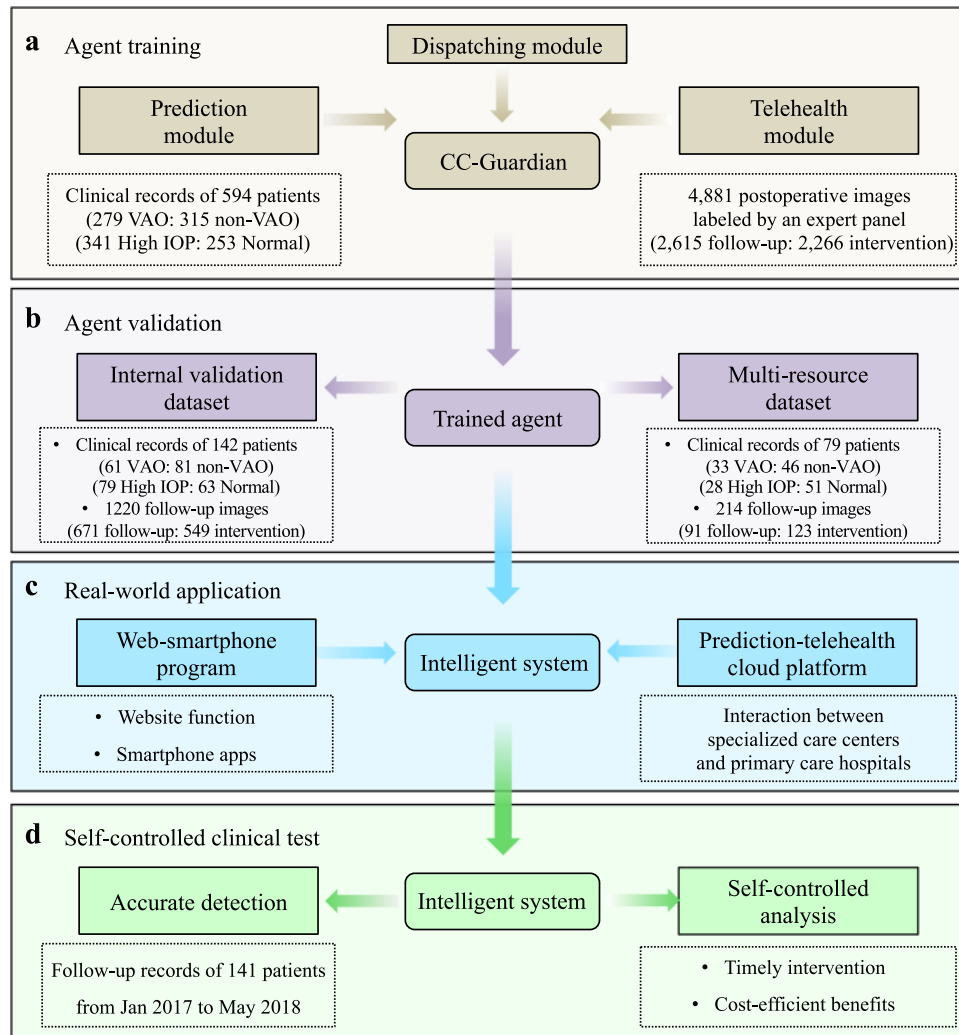 a Agent training
Dispatching module
Prediction
module
Telehealth
module
CC-Guardian
Clinical records of 594 patients
(279 VAO: 315 non-VAO)
(341 High IOP: 253 Normal)
4,881 postoperative images
labeled by an expert panel
(2,615 follow-up: 2,266 intervention)
b Agent validation
Internal validation
dataset
Trained agent
Multi-resource
dataset
• Clinical records of 142 patients
(61 VAO: 81 non-VAO)
(79 High IOP: 63 Normal)
• 1220 follow-up images
(671 follow-up: 549 intervention)
• Clinical records of 79 patients
(33 VAO: 46 non-VAO)
(28 High IOP: 51 Normal)
• 214 follow-up images
(91 follow-up: 123 intervention)
c Real-world application
Web-smartphone
program
Intelligent system
Prediction-telehealth
cloud platform
• Website function
• Smartphone apps
Interaction between
specialized care centers
and primary care hospitals
d Self-controlled clinical test
Accurate detection
Intelligent system
Self-controlled
analysis
Follow-up records of 141 patients
from Jan 2017 to May 2018
• Timely intervention
• Cost-efficient benefits